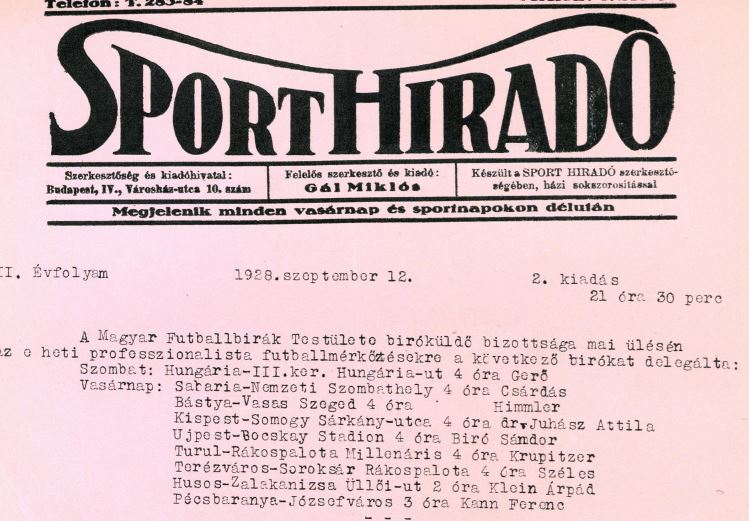 Telefon: T. 283-84
SPORTHIRADÓ
Szerkesztőség és kiadóhivatal:
Budapest, IV., Városház-utca 10. szám
Felelős szerkesztő és kiadó:
Gál Miklós
Készült a SPORT HIRADÓ szerkesztő-
ségében, házi sokszorosítással
Megjelenik minden vasárnap és sportnapokon délután
II. Évfolyam 1928.szeptember 12. 2. kiadás
21 óra 30 perc
A Magyar Futballbirák Testülete biróküldő bizottsága mai ülésén
az e heti professzionalista futballmérkőzésekre a következő birókat delegálta:
Szombat: Hungária-III.ker. Hungária-ut 4 óra Gerő
Vasárnap: Sabaria-Nemzeti Szombathely 4 óra Csárdás
Bástya-Vasas Szeged 4 óra Himmler
Kispest-Somogy Sárkány-utca 4 óra dr.Juhász Attila
Ujpest-Bocskay Stadion 4 óra Biró Sándor
Turul-Rákospalota Millenáris 4 óra Krupitzer
Terézváros-Soroksár Rákospalota 4 óra Széles
Husos-Zalakanizsa Üllői-ut 2 óra Klein Árpád
Pécsbaranya-Józsefváros 3 óra Kann Ferenc
- - -